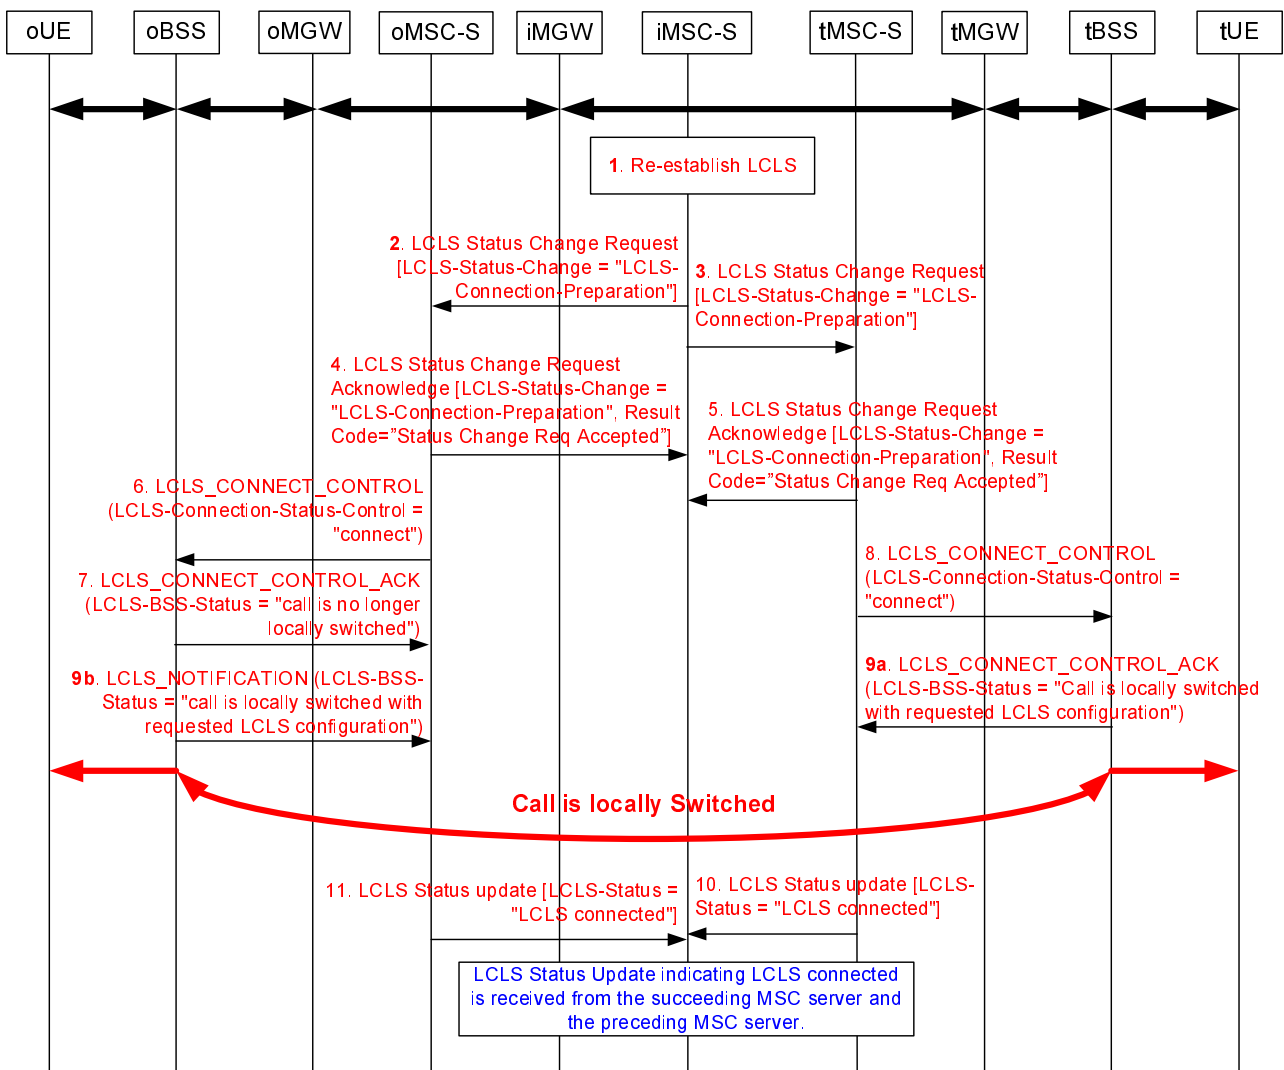 oUE
oBSS
oMGW
oMSC-S
iMGW
iMSC-S
tMSC-S
tMGW
tBSS
tUE
1. Re-establish LCLS
2. LCLS Status Change Request
[LCLS-Status-Change = "LCLS-
Connection-Preparation"]
3. LCLS Status Change Request
[LCLS-Status-Change = "LCLS-
Connection-Preparation"]
4. LCLS Status Change Request
Acknowledge [LCLS-Status-Change =
"LCLS-Connection-Preparation", Result
Code=”Status Change Req Accepted”]
5. LCLS Status Change Request
Acknowledge [LCLS-Status-Change =
"LCLS-Connection-Preparation", Result
Code=”Status Change Req Accepted”]
6. LCLS_CONNECT_CONTROL
(LCLS-Connection-Status-Control =
"connect")
7. LCLS_CONNECT_CONTROL_ACK
(LCLS-BSS-Status = "call is no longer
locally switched")
8. LCLS_CONNECT_CONTROL
(LCLS-Connection-Status-Control =
"connect")
9b. LCLS_NOTIFICATION (LCLS-BSS-
Status = "call is locally switched with
requested LCLS configuration")
9a. LCLS_CONNECT_CONTROL_ACK
(LCLS-BSS-Status = "Call is locally switched
with requested LCLS configuration")
Call is locally Switched
11. LCLS Status update [LCLS-Status =
"LCLS connected"]
10. LCLS Status update [LCLS-
Status = "LCLS connected"]
LCLS Status Update indicating LCLS connected
is received from the succeeding MSC server and
the preceding MSC server.